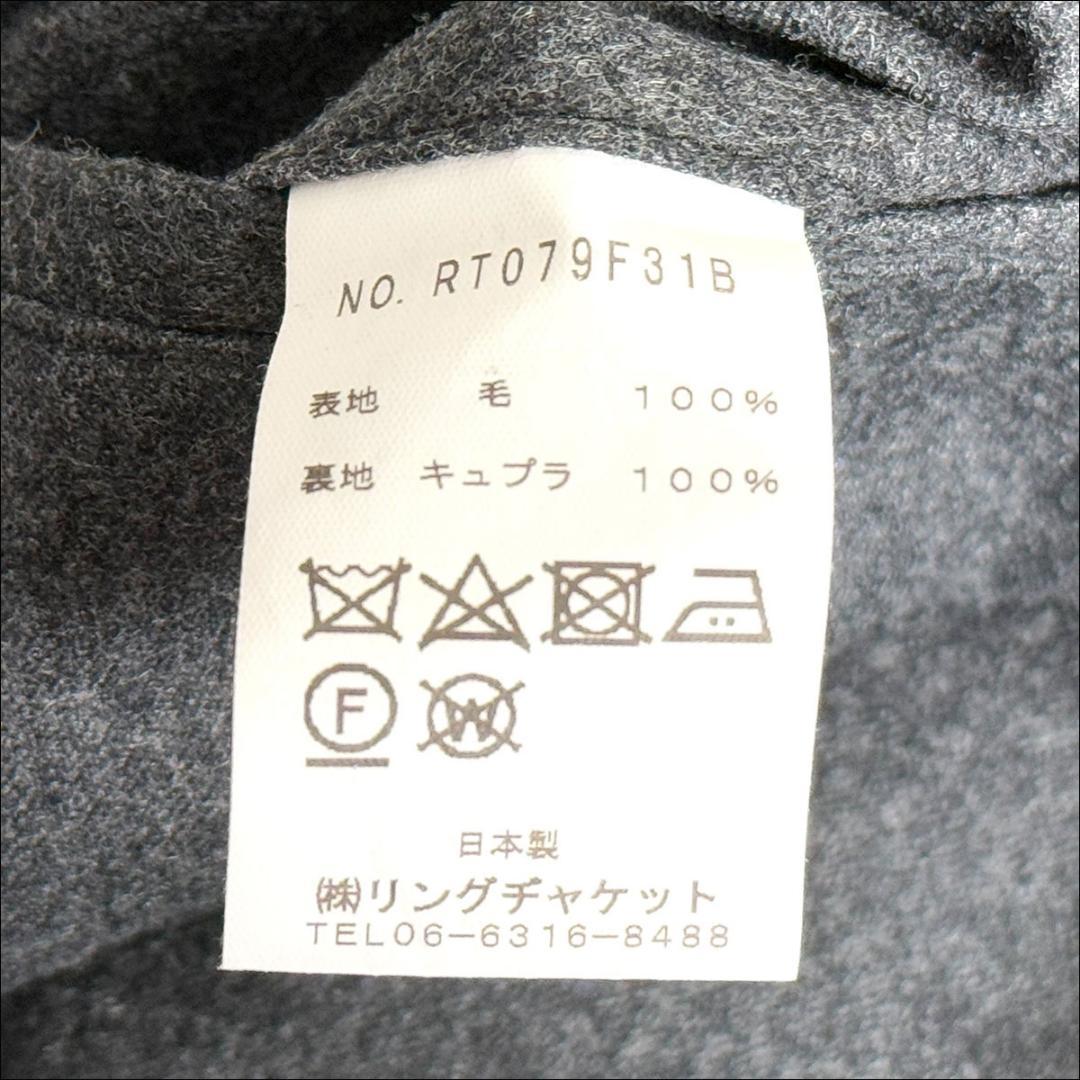 NO. RT079F31B
表地 毛 100%
裏地 キュプラ 100%
F W
日本製
㈱リングヂャケット
TEL06-6316-8488